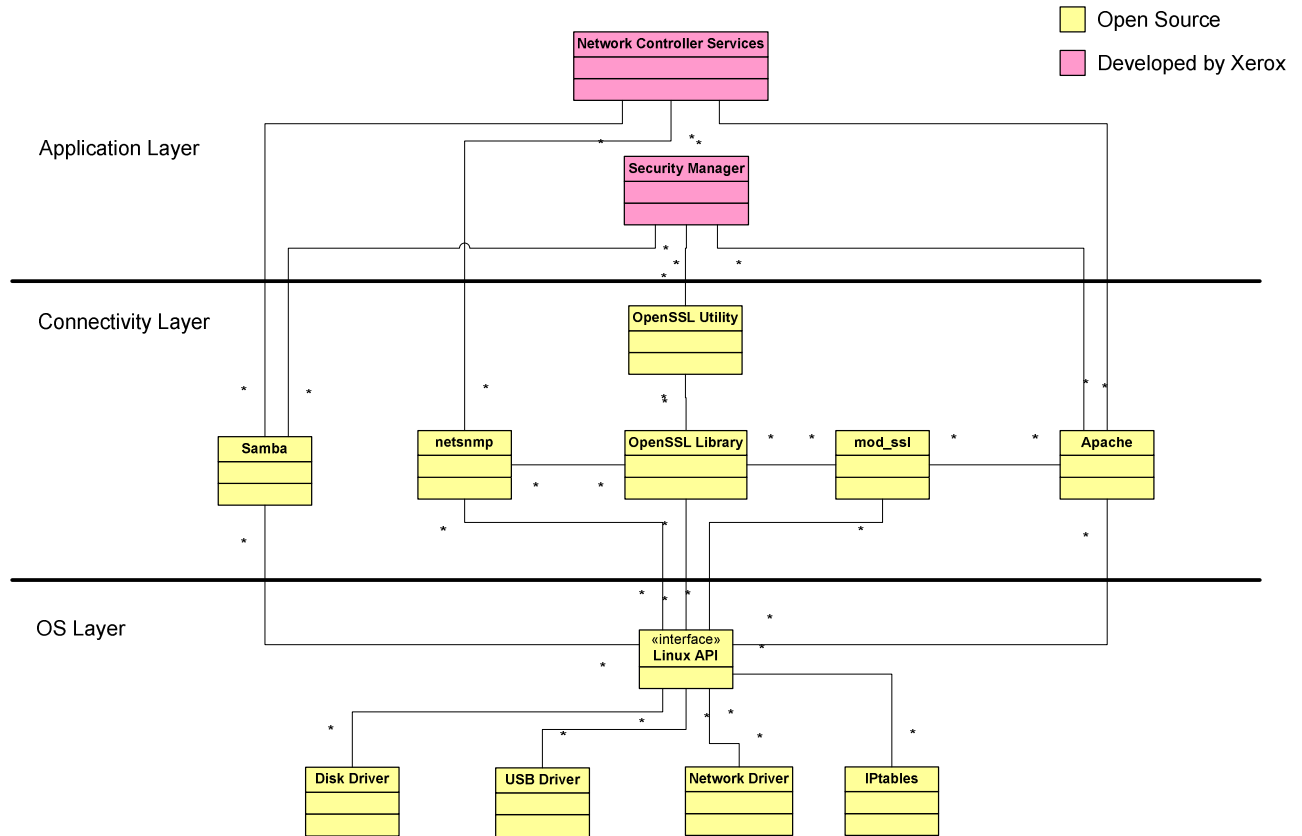 Open Source
Developed by Xerox
Network Controller Services
Application Layer
* * *
Security Manager
* * * *
Connectivity Layer
OpenSSL Utility
* * * * *
* *
Samba
netsnmp
OpenSSL Library
* *
mod_ssl
* *
Apache
* *
* * * * *
* * *
OS Layer
*
«interface»
Linux API
*
*
* * * * * * *
Disk Driver
USB Driver
Network Driver
IPtables